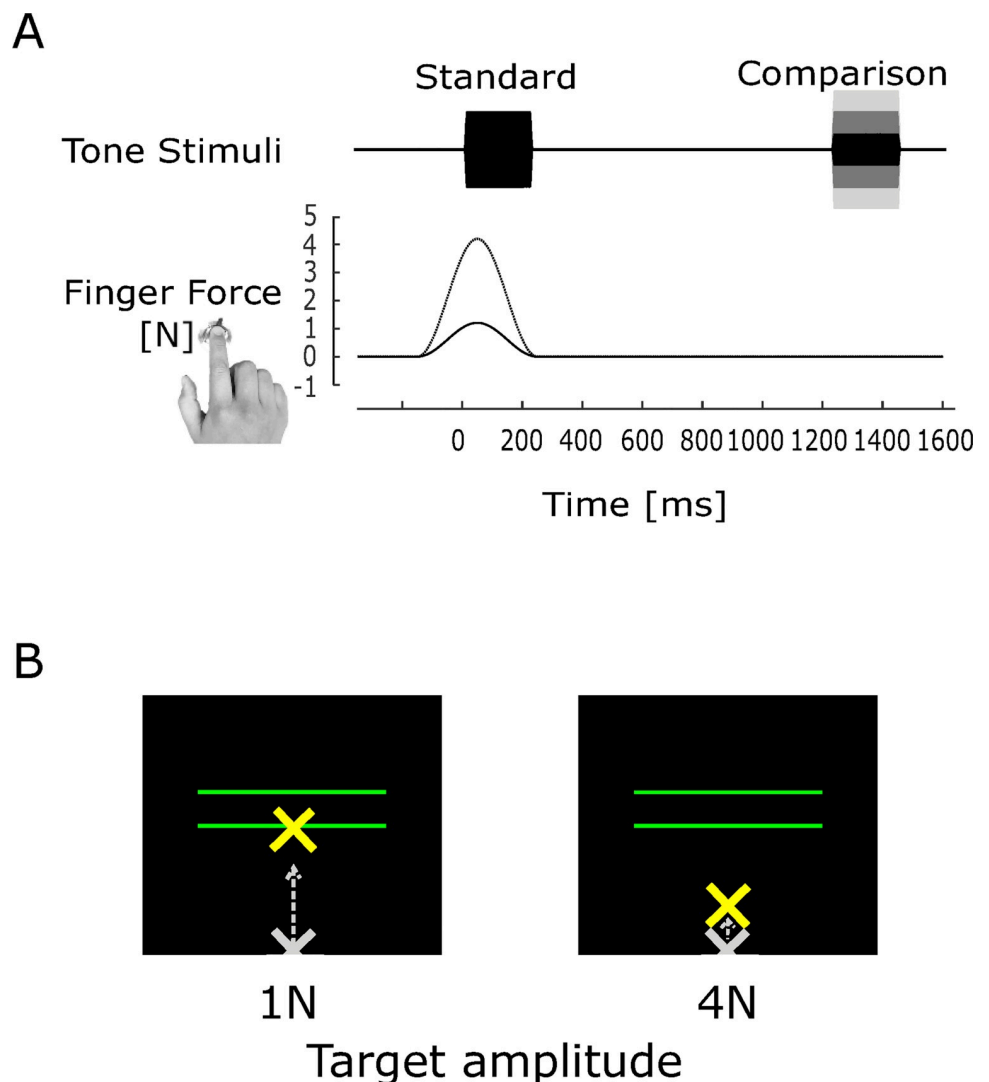 A
Standard
Comparison
Tone Stimuli
5
4
3
2
1
0
-1
Finger Force
[N]
0 200 400 600 800 1000 1200 1400 1600
Time [ms]
B
1N
4N
Target amplitude